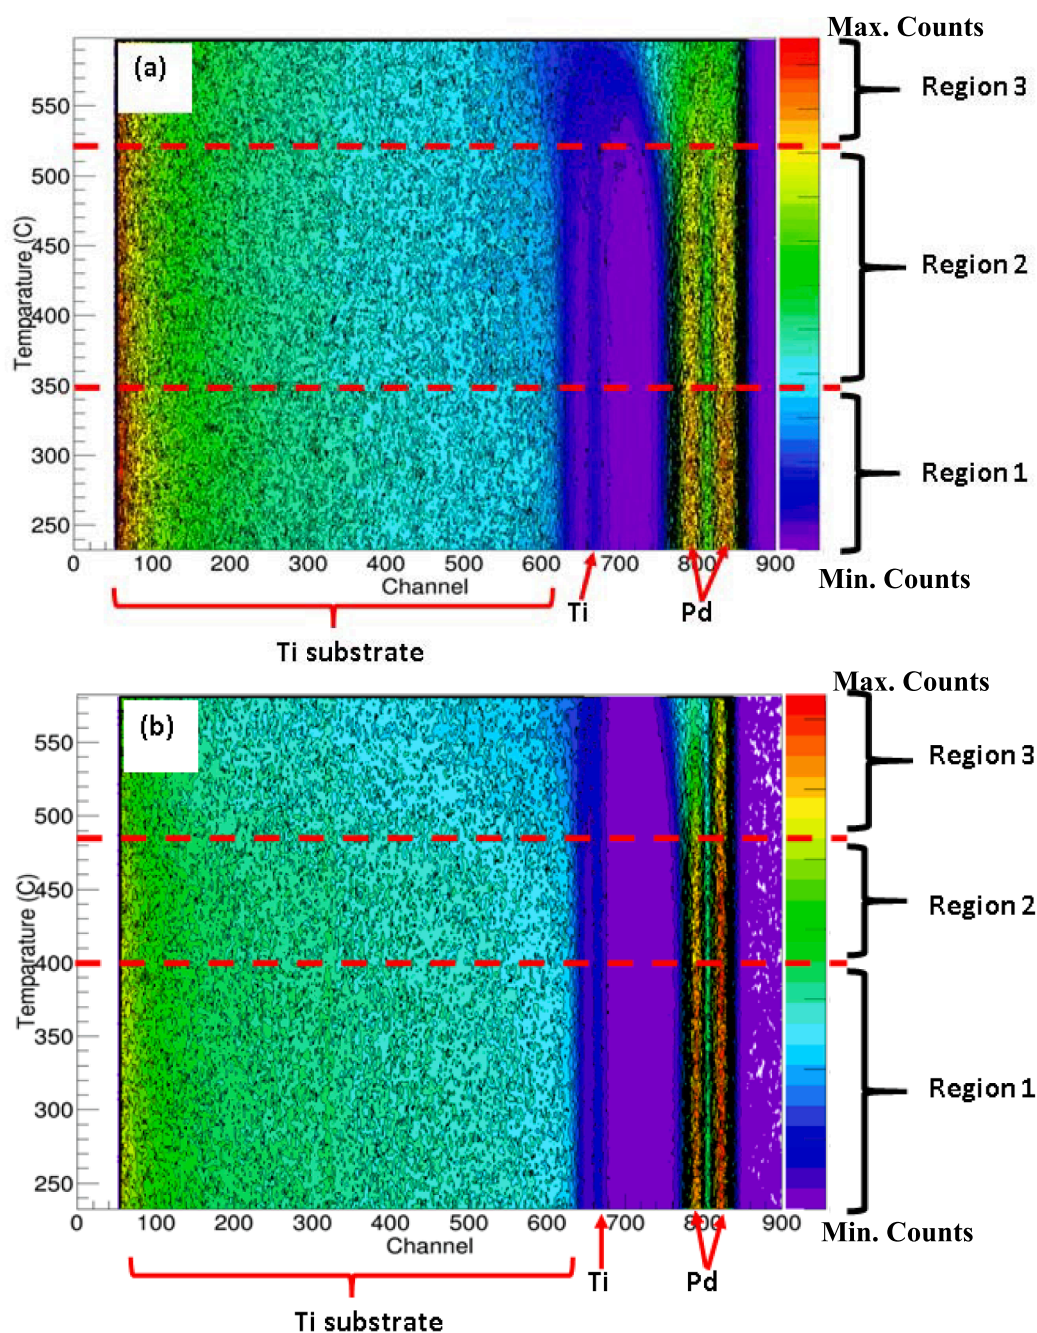 Max. Counts
(a)
Region 3
550
500
450
Region 2
400
350
300
Region 1
250
Temparature (C)
0 100 200 300 400 500 600 700 800 900
Channel
Min. Counts
Ti
Pd
Ti substrate
Max. Counts
(b)
Region 3
550
500
450
Region 2
400
350
Region 1
300
250
Temparature (C)
0 100 200 300 400 500 600 700 800 900
Channel
Min. Counts
Ti
Pd
Ti substrate